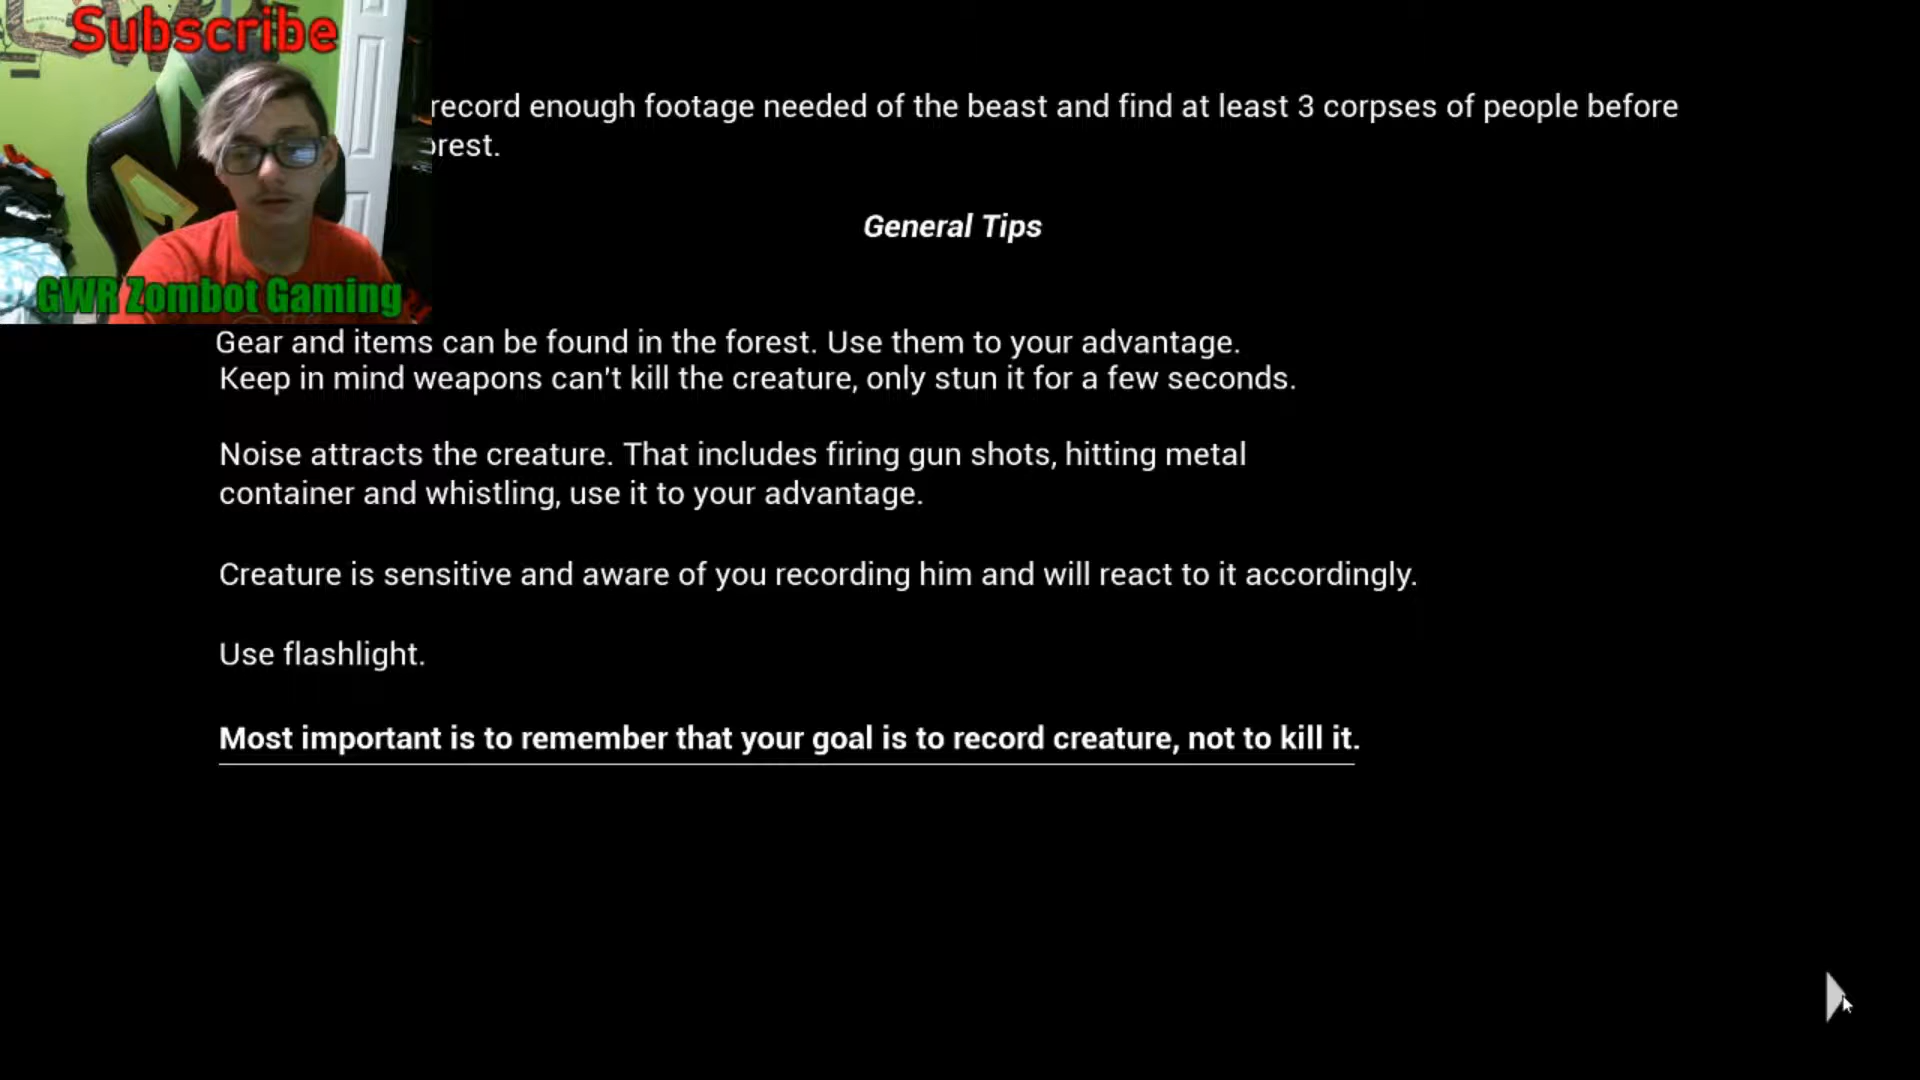 Subscribe
record enough footage needed of the beast and find at least 3 corpses of people before
orest.
General Tips
GWR Zombot Gaming
Gear and items can be found in the forest. Use them to your advantage.
Keep in mind weapons can't kill the creature, only stun it for a few seconds.
Noise attracts the creature. That includes firing gun shots, hitting metal
container and whistling, use it to your advantage.
Creature is sensitive and aware of you recording him and will react to it accordingly.
Use flashlight.
Most important is to remember that your goal is to record creature, not to kill it.